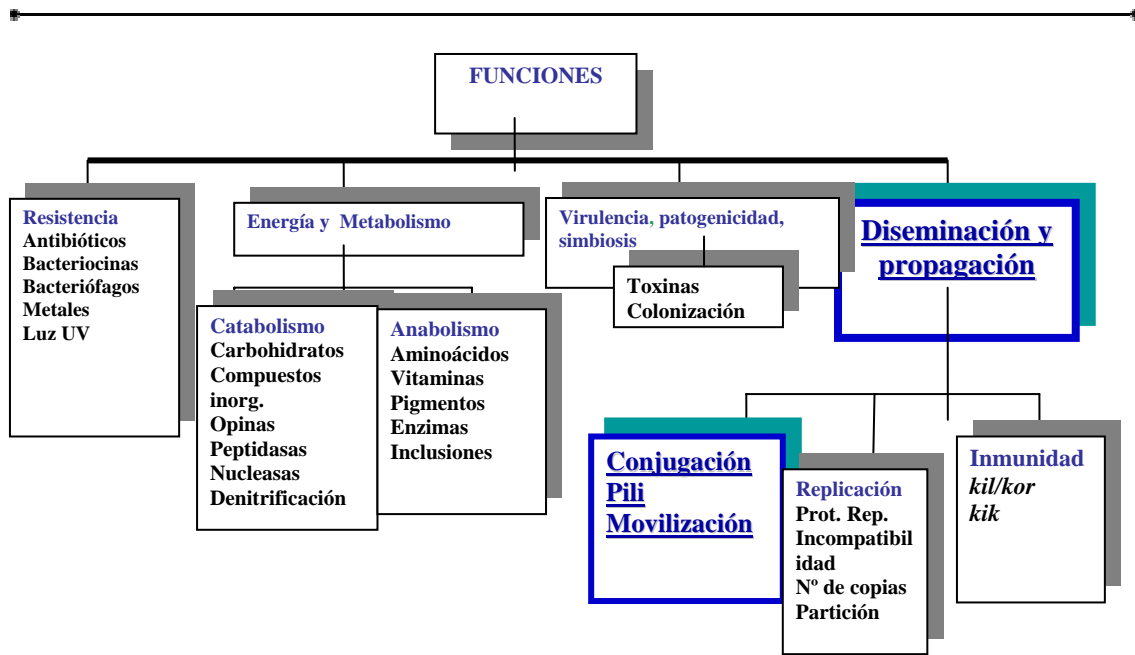 FUNCIONES
Resistencia
Antibióticos
Bacteriocinas
Bacteriófagos
Metales
Luz UV
Energía y Metabolismo
Catabolismo
Carbohidratos
Compuestos
inorg.
Opinas
Peptidasas
Nucleasas
Denitrificación
Anabolismo
Aminoácidos
Vitaminas
Pigmentos
Enzimas
Inclusiones
Virulencia, patogenicidad,
simbiosis
Toxinas
Colonización
Diseminación y
propagación
Conjugación
Pili
Movilización
Replicación
Prot. Rep.
Incompatibil
idad
Nº de copias
Partición
Inmunidad
kil/kor
kik